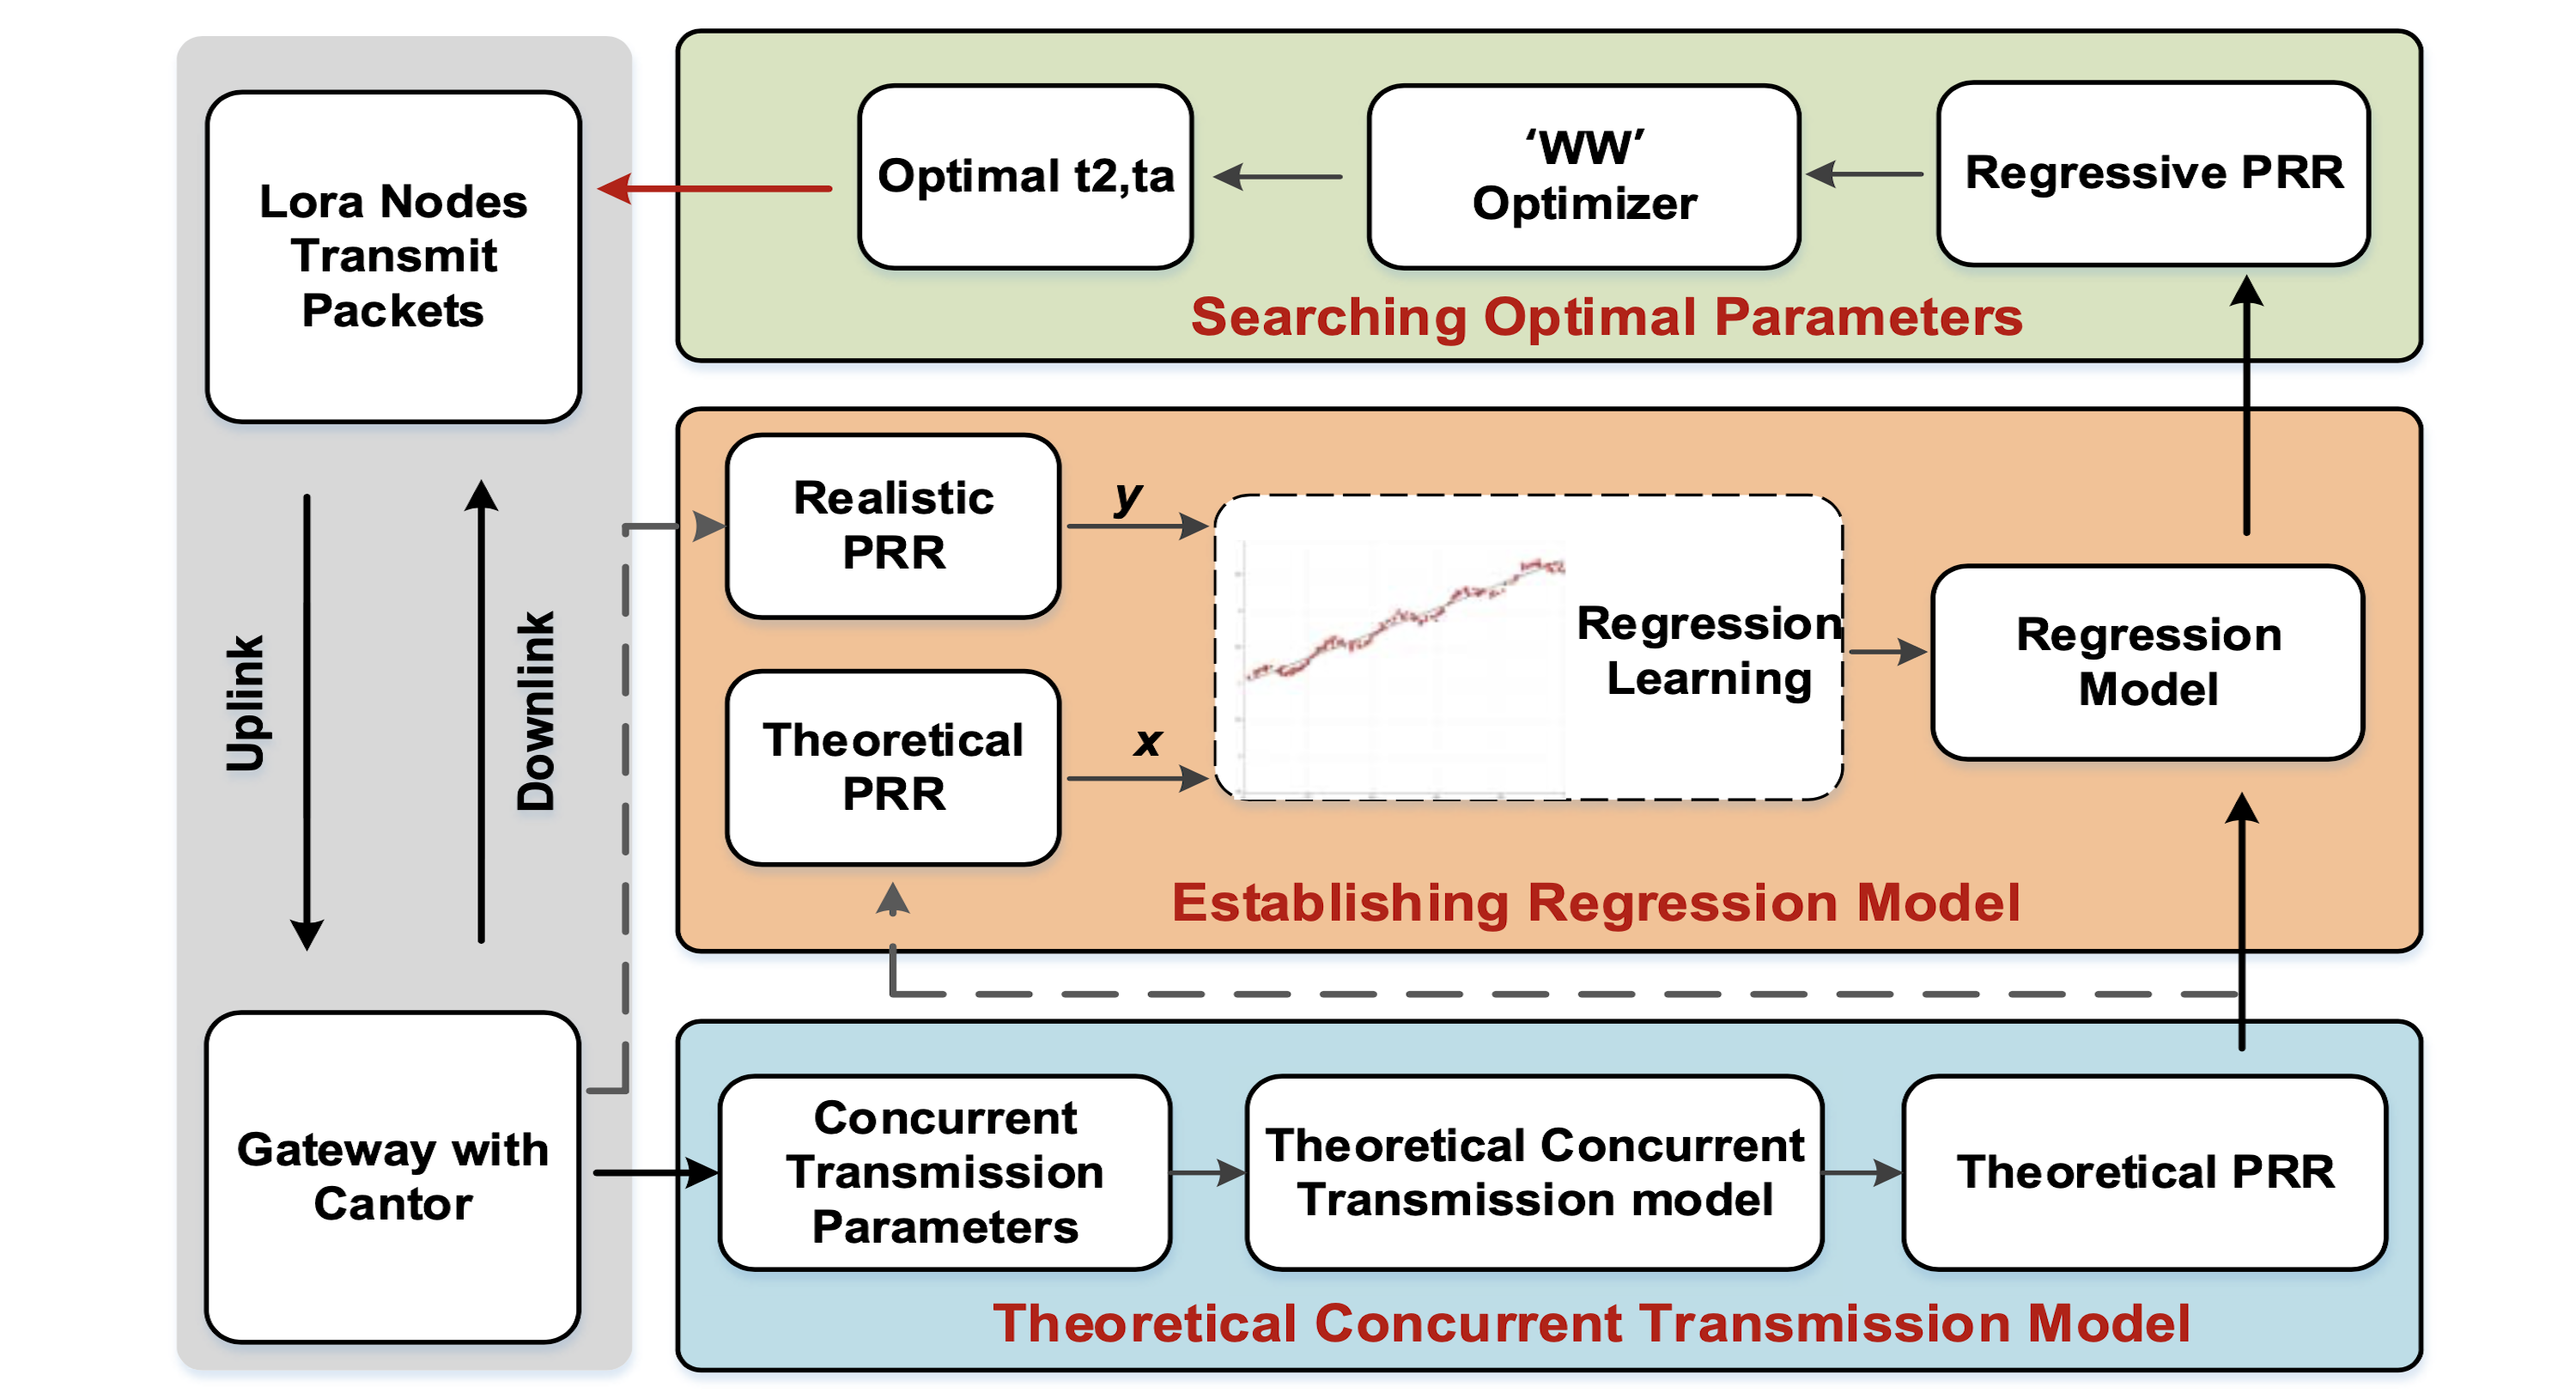 Lora Nodes
Transmit
Packets
Uplink
Downlink
Gateway with
Cantor
Optimal t2,ta
‘WW’
Optimizer
Regressive PRR
Searching Optimal Parameters
Realistic
PRR
y
Theoretical
PRR
x
Regression
Learning
Regression
Model
Establishing Regression Model
Concurrent
Transmission
Parameters
Theoretical Concurrent
Transmission model
Theoretical PRR
Theoretical Concurrent Transmission Model